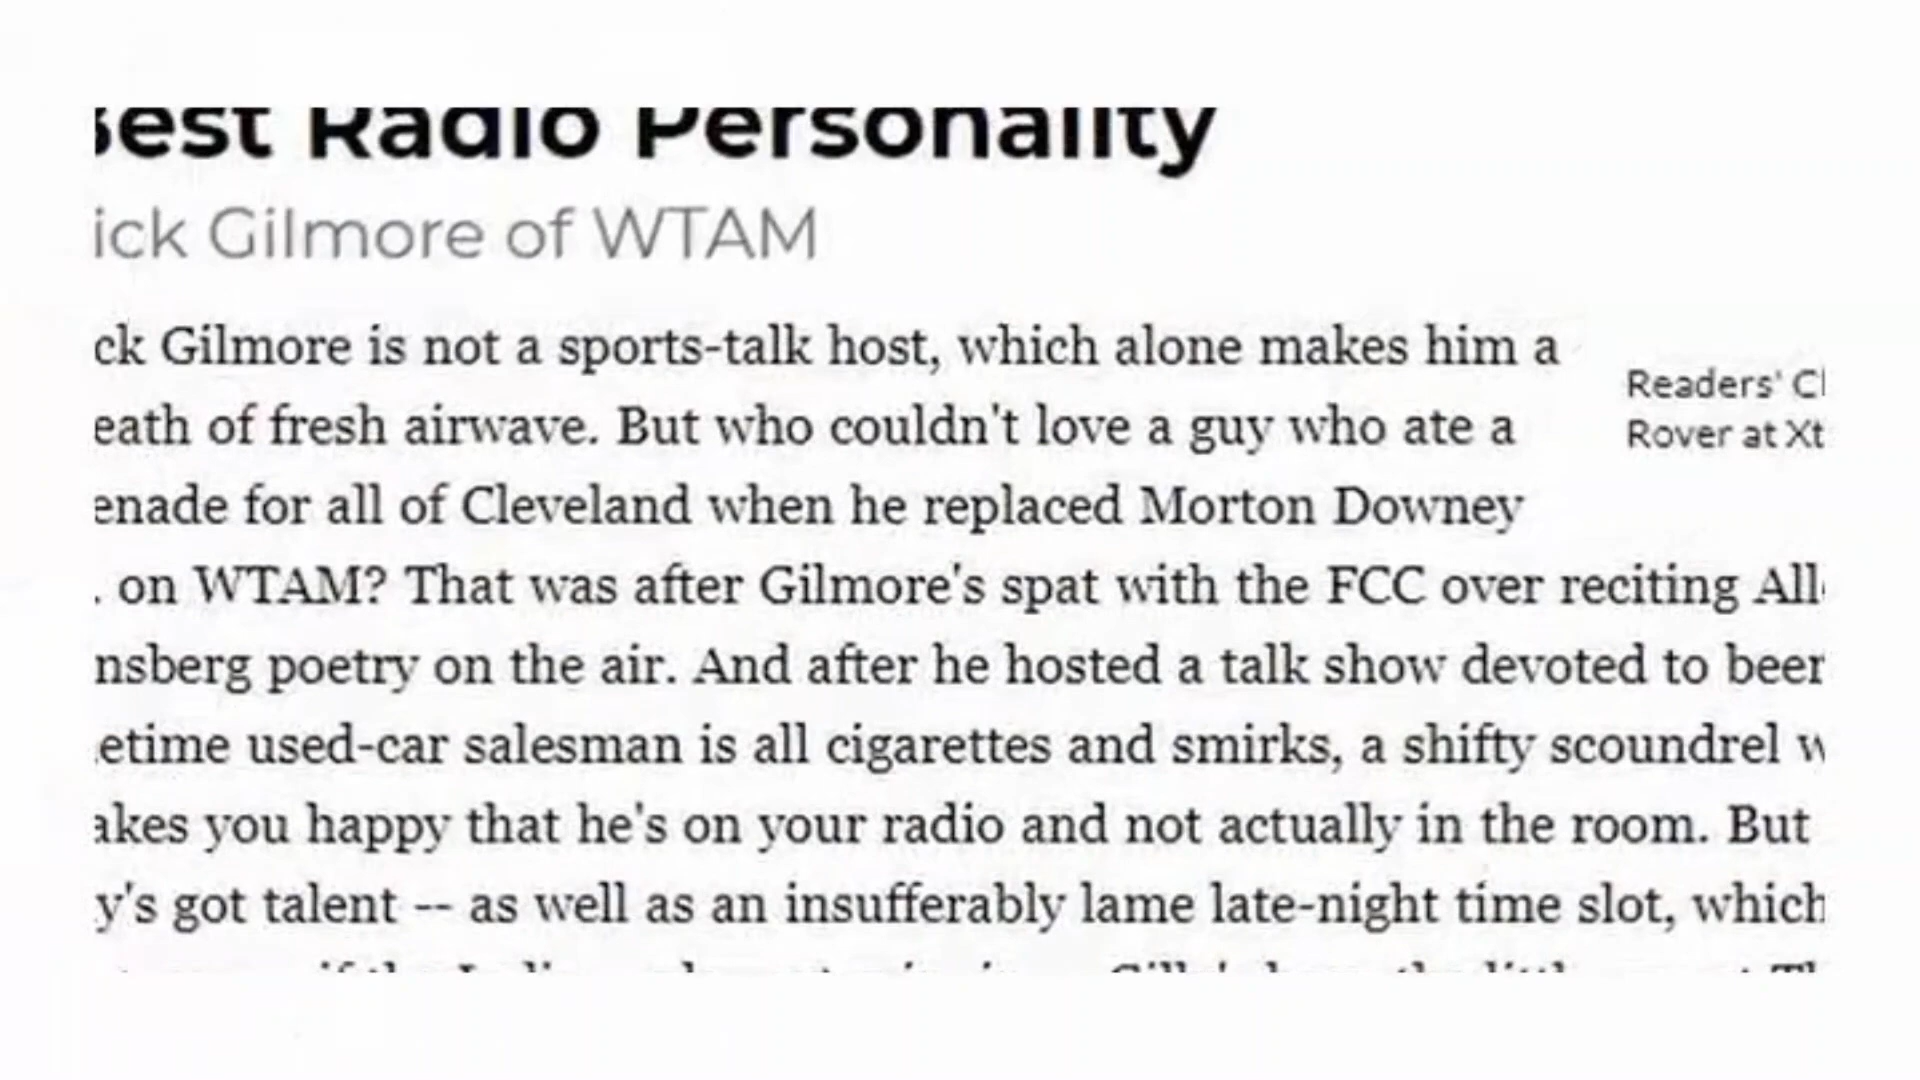 Best Radio Personality
ick Gilmore of WTAM
ck Gilmore is not a sports-talk host, which alone makes him a
eath of fresh airwave. But who couldn't love a guy who ate a
enade for all of Cleveland when he replaced Morton Downey
. on WTAM? That was after Gilmore's spat with the FCC over reciting All
nsberg poetry on the air. And after he hosted a talk show devoted to beer
etime used-car salesman is all cigarettes and smirks, a shifty scoundrel w
akes you happy that he's on your radio and not actually in the room. But
y's got talent -- as well as an insufferably lame late-night time slot, which
Readers' Cl
Rover at Xt